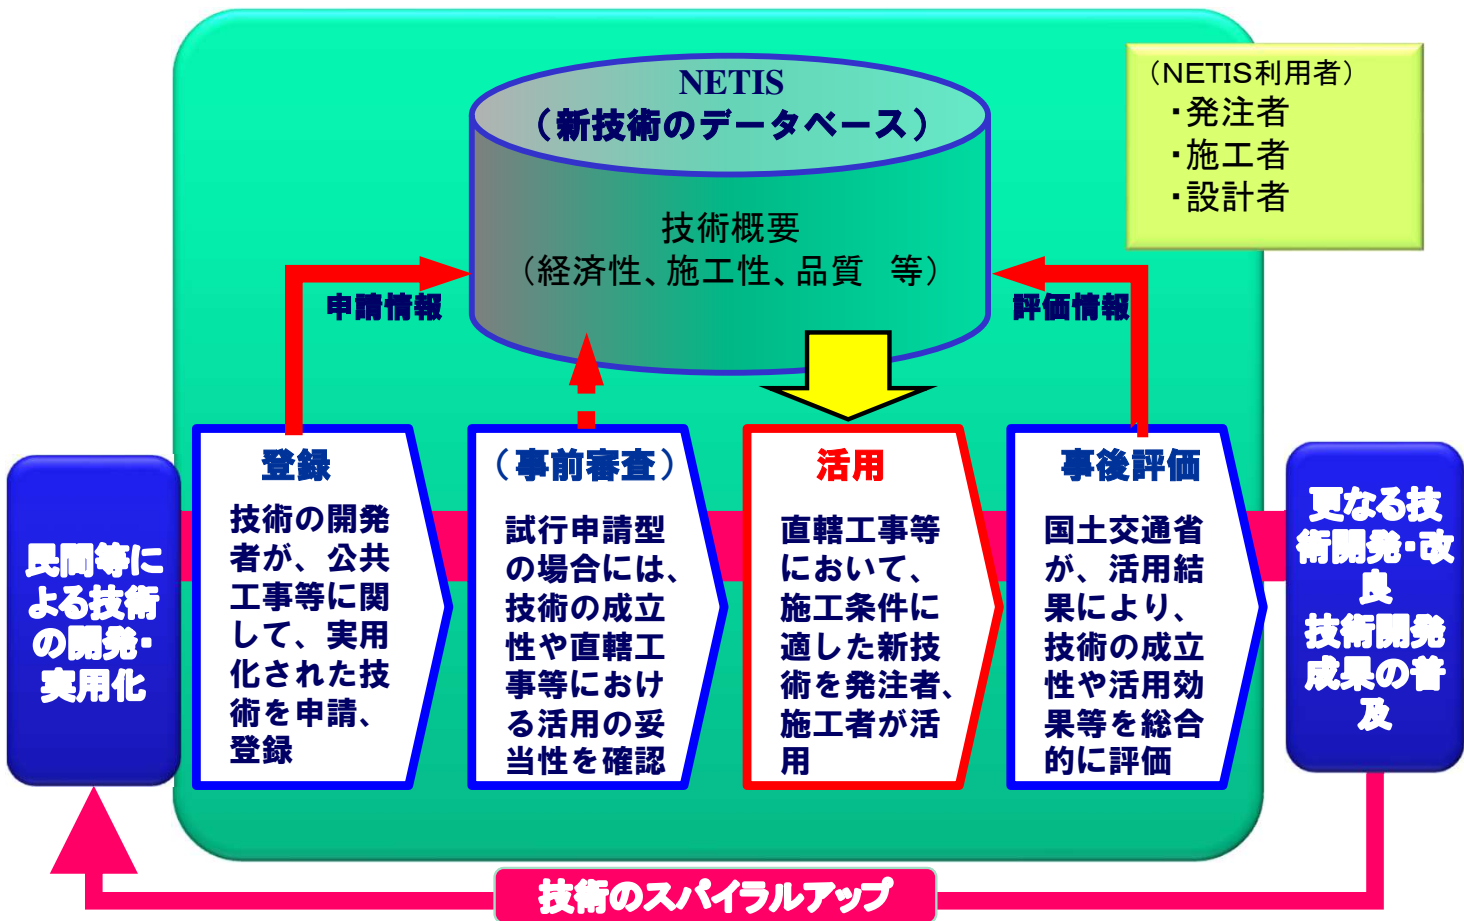 NETIS
（新技術のデータベース）
技術概要
（経済性、施工性、品質　等）
（NETIS利用者）
・発注者
・施工者
・設計者
申請情報
評価情報
民間等に
よる技術
の開発・
実用化
登録
技術の開発
者が、公共
工事等に関
して、実用
化された技
術を申請、
登録
（事前審査）
試行申請型
の場合には、
技術の成立
性や直轄工
事等におけ
る活用の妥
当性を確認
活用
直轄工事等
において、
施工条件に
適した新技
術を発注者、
施工者が活
用
事後評価
国土交通省
が、活用結
果により、
技術の成立
性や活用効
果等を総合
的に評価
更なる技
術開発・改
良
技術開発
成果の普
及
技術のスパイラルアップ